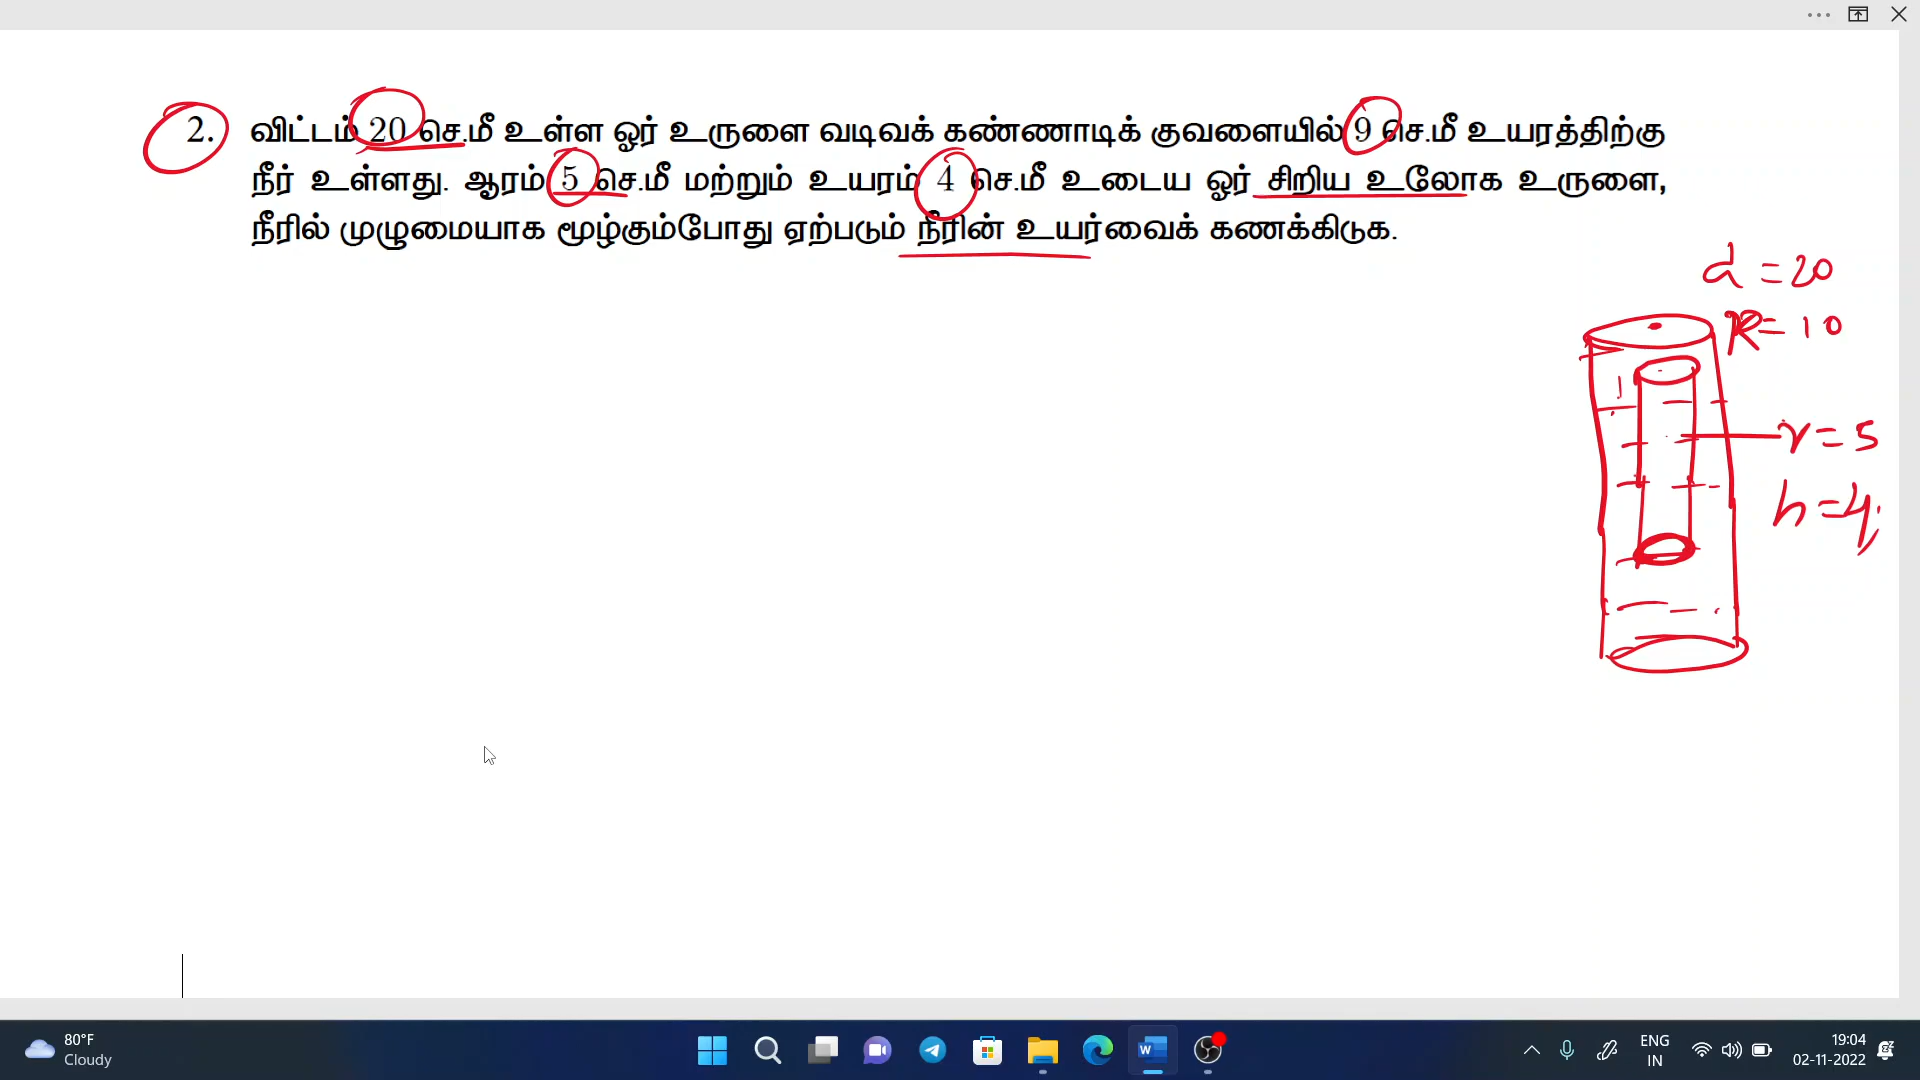 2. விட்டம் 20 செ.மீ உள்ள ஓர் உருளை வடிவக் கண்ணாடிக் குவளையில் 9 செ.மீ உயரத்திற்கு
நீர் உள்ளது. ஆரம் 5 செ.மீ மற்றும் உயரம் 4 செ.மீ உடைய ஓர் சிறிய உலோக உருளை,
நீரில் முழுமையாக மூழ்கும்போது ஏற்படும் நீரின் உயர்வைக் கணக்கிடுக.
d = 20
R = 10
r = 5
h = 4
80°F
Cloudy
ENG
IN
19:04
02-11-2022